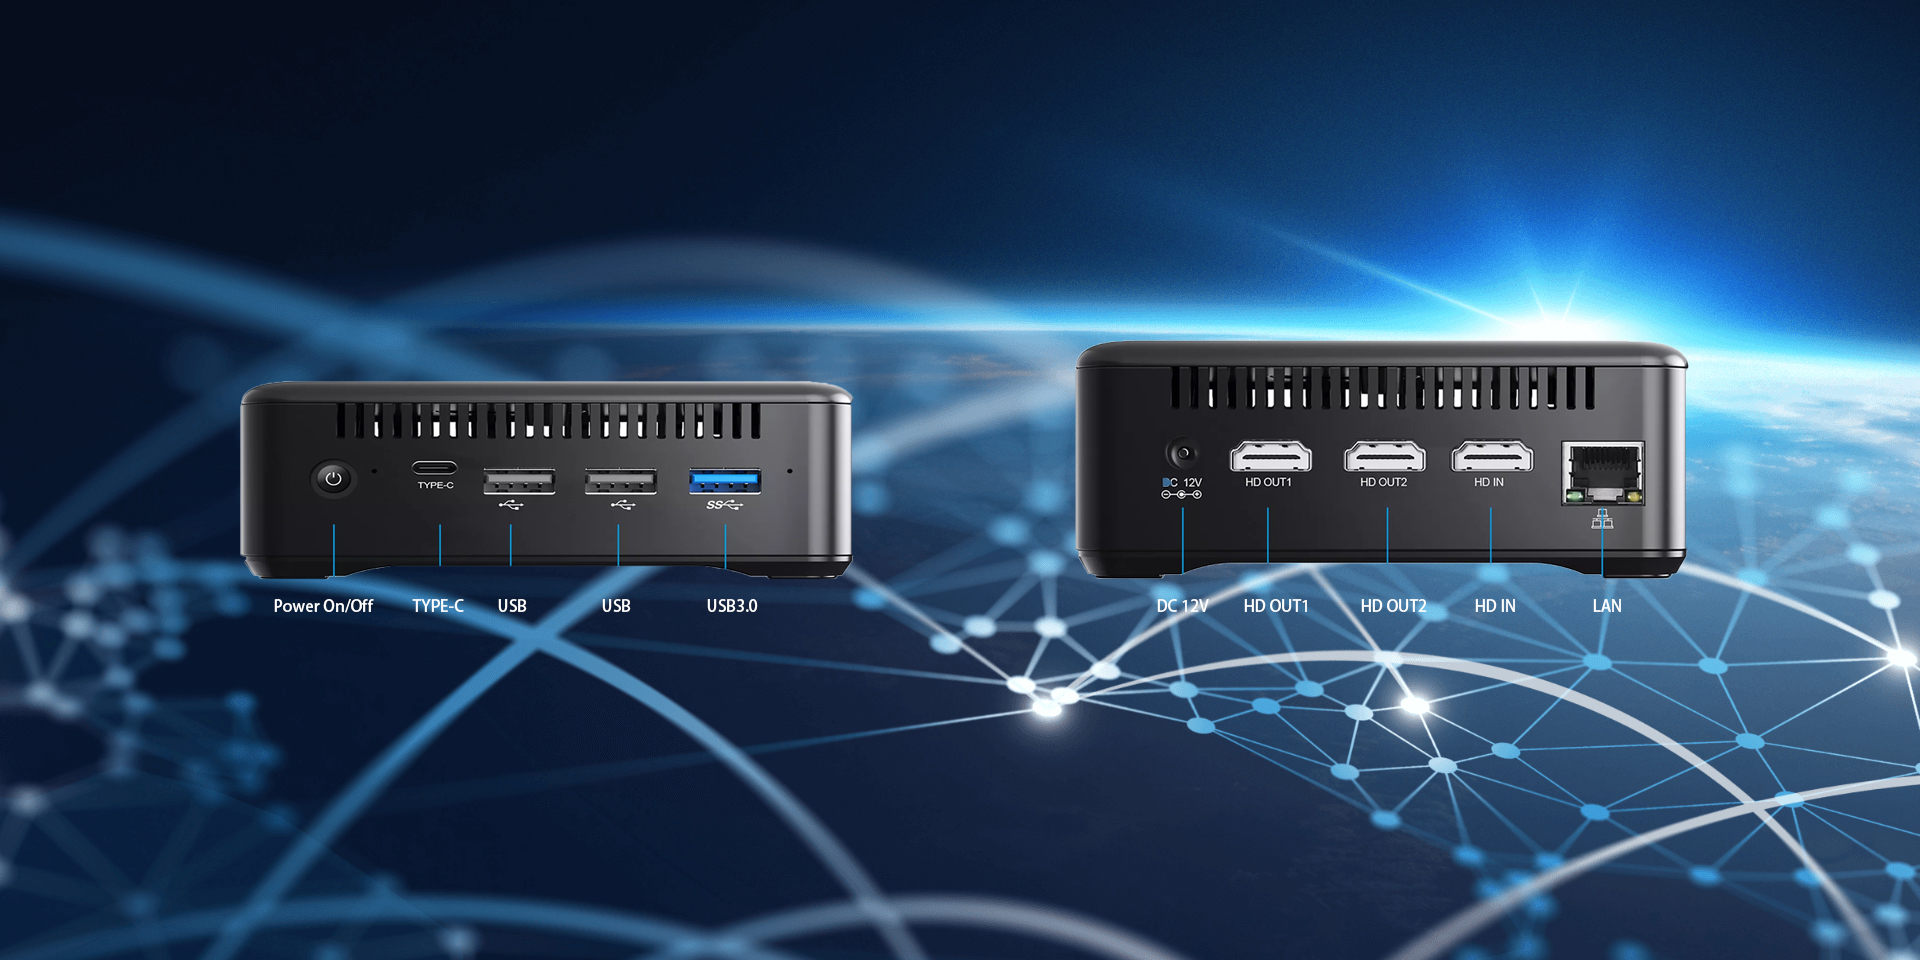 TYPE-C
SS
Power On/Off
TYPE-C
USB
USB
USB3.0
DC 12V
HD OUT1
HD OUT2
HD IN
DC 12V
HD OUT1
HD OUT2
HD IN
LAN